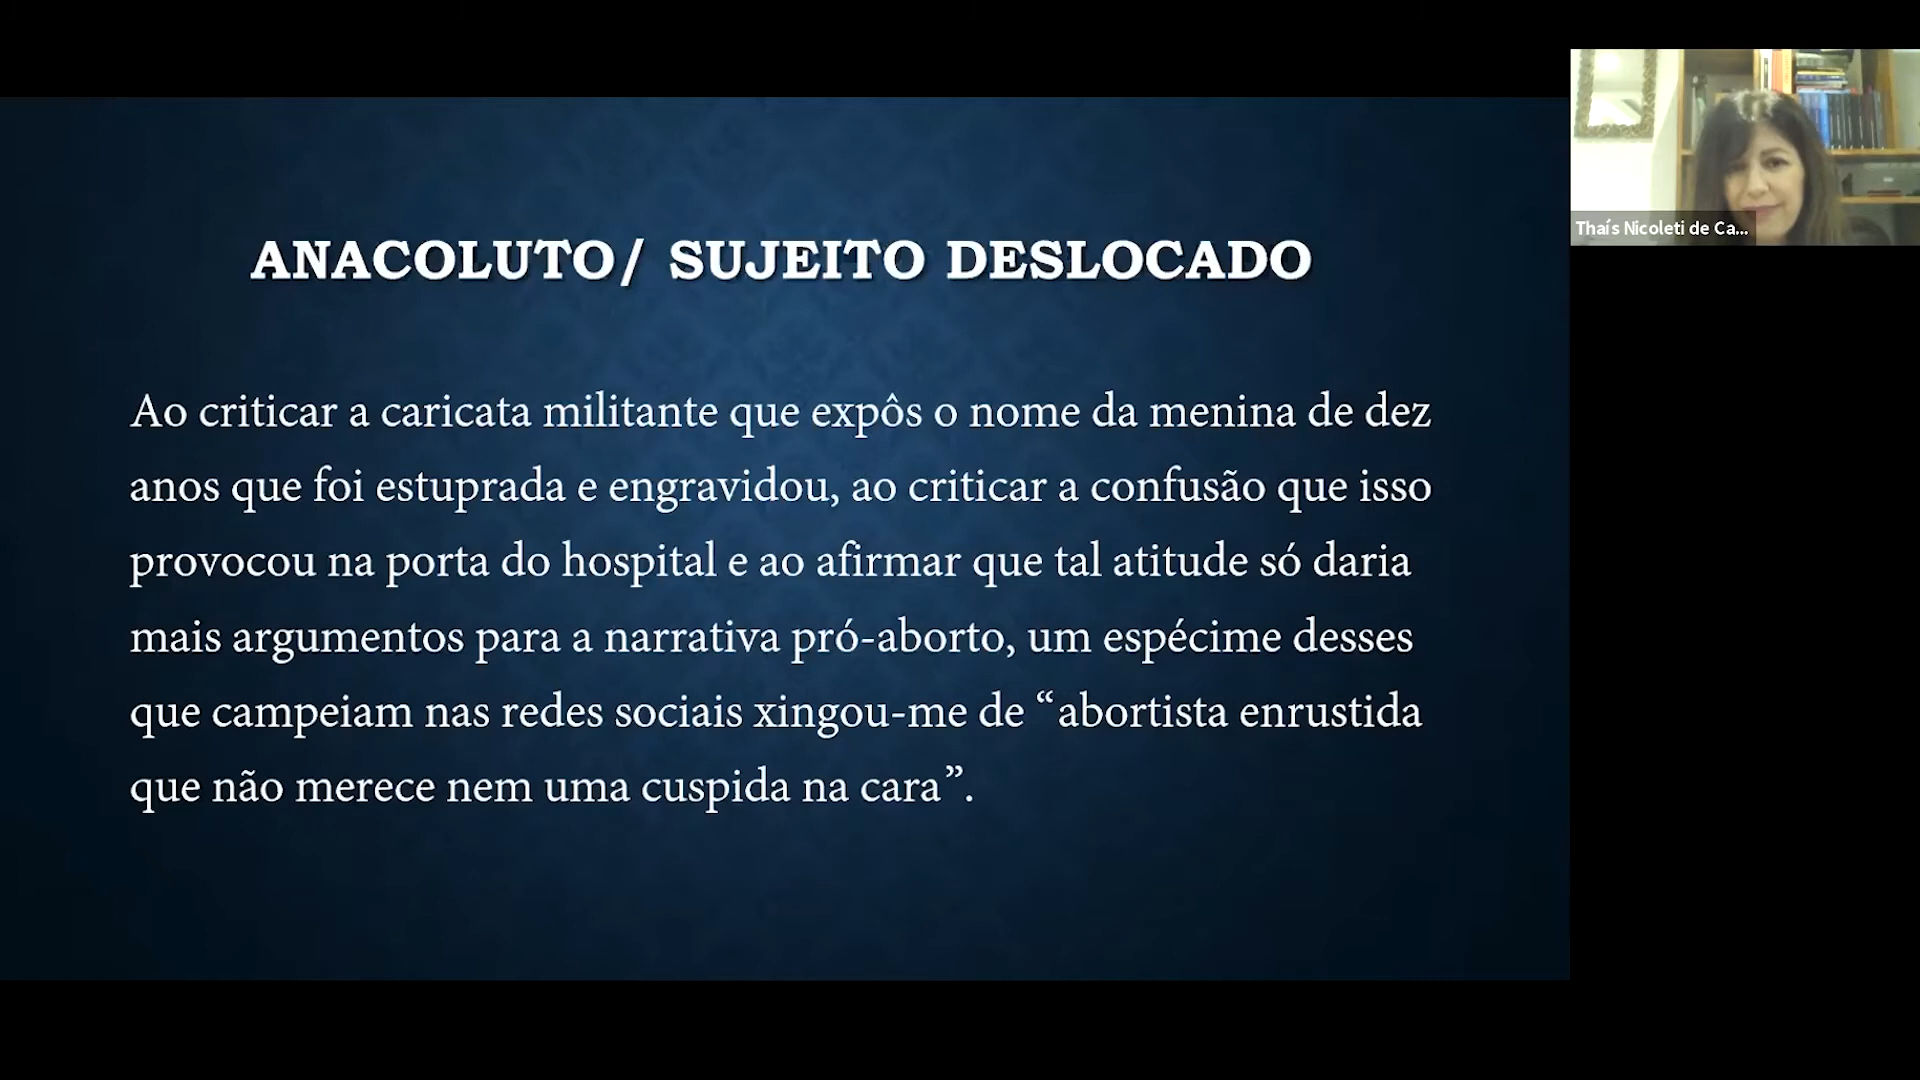 ANACOLUTO/ SUJEITO DESLOCADO
Ao criticar a caricata militante que expôs o nome da menina de dez
anos que foi estuprada e engravidou, ao criticar a confusão que isso
provocou na porta do hospital e ao afirmar que tal atitude só daria
mais argumentos para a narrativa pró-aborto, um espécime desses
que campeiam nas redes sociais xingou-me de “abortista enrustida
que não merece nem uma cuspida na cara”.
Thaís Nicoleti de Ca...